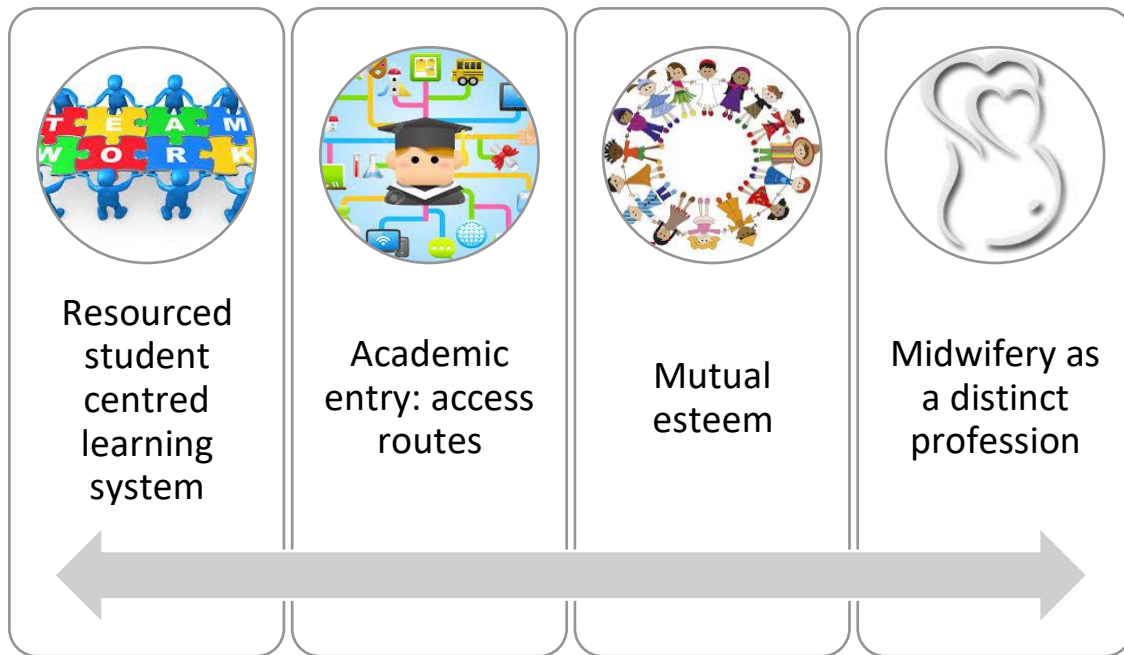 TEAM
WORK
Resourced
student
centred
learning
system
Academic
entry: access
routes
Mutual
esteem
Midwifery as
a distinct
profession